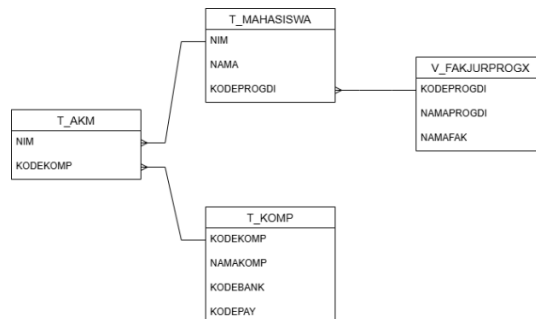 T_MAHASISWA
NIM
NAMA
KODEPROGDI
V_FAKJURPROGX
KODEPROGDI
NAMAPROGDI
NAMAFAK
T_AKM
NIM
KODEKOMP
T_KOMP
KODEKOMP
NAMAKOMP
KODEBANK
KODEPAY